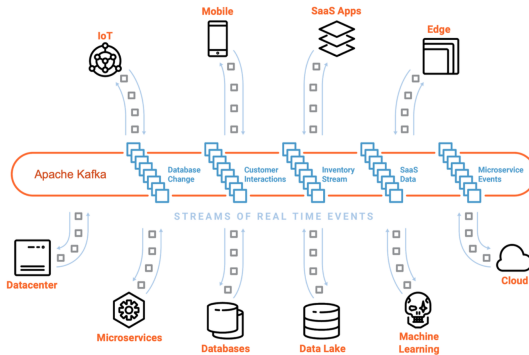 Mobile
SaaS Apps
IoT
Edge
Apache Kafka
Database
Change
Customer
Interactions
Inventory
Stream
SaaS
Data
Microservice
Events
STREAMS OF REAL TIME EVENTS
Datacenter
Cloud
Microservices
Databases
Data Lake
Machine
Learning